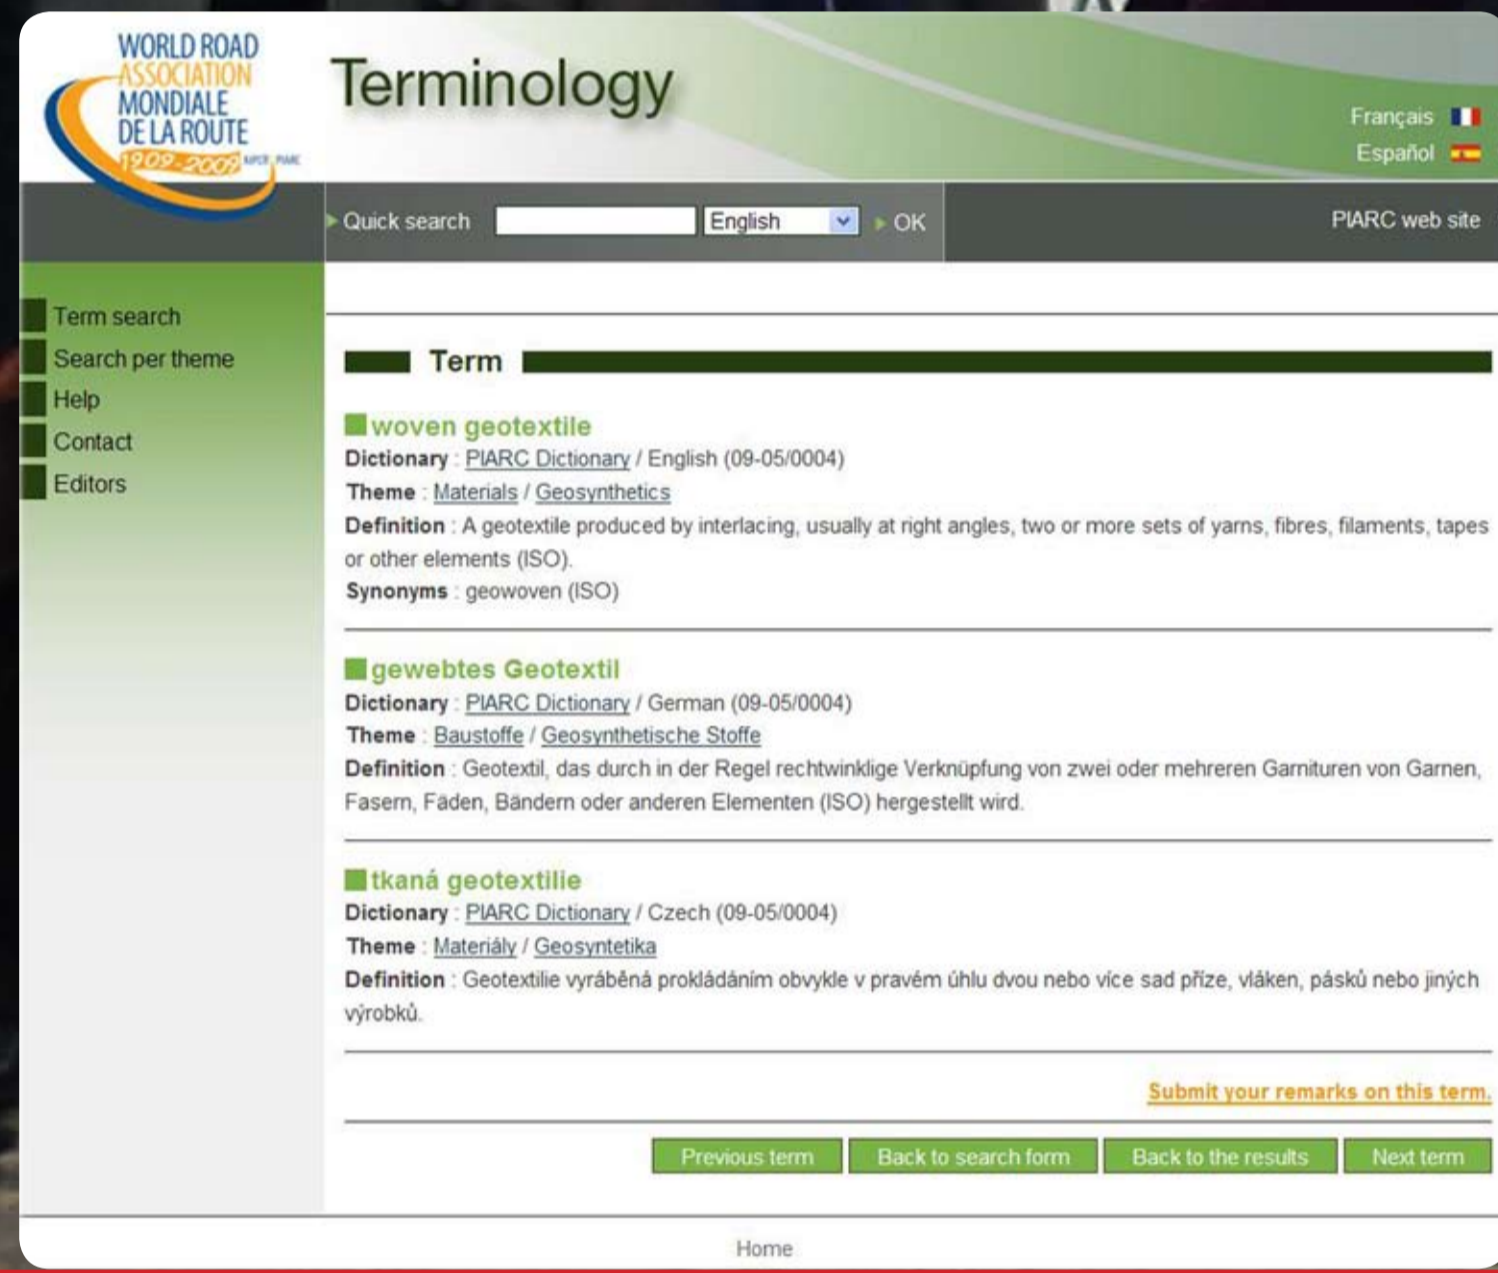 WORLD ROAD
ASSOCIATION
MONDIALE
DE LA ROUTE
1909-2009 AIPCR PIARC
Terminology
Français
Español
Quick search
English
OK
PIARC web site
Term search
Search per theme
Help
Contact
Editors
Term
woven geotextile
Dictionary : PIARC Dictionary / English (09-05/0004)
Theme : Materials / Geosynthetics
Definition : A geotextile produced by interlacing, usually at right angles, two or more sets of yarns, fibres, filaments, tapes
or other elements (ISO).
Synonyms : geowoven (ISO)
gewebtes Geotextil
Dictionary : PIARC Dictionary / German (09-05/0004)
Theme : Baustoffe / Geosynthetische Stoffe
Definition : Geotextil, das durch in der Regel rechtwinklige Verknüpfung von zwei oder mehreren Garnituren von Garnen,
Fasern, Fäden, Bändern oder anderen Elementen (ISO) hergestellt wird.
tkaná geotextilie
Dictionary : PIARC Dictionary / Czech (09-05/0004)
Theme : Materiály / Geosyntetika
Definition : Geotextilie vyráběná prokládáním obvykle v pravém úhlu dvou nebo více sad příze, vláken, pásků nebo jiných
výrobků.
Submit your remarks on this term.
Previous term
Back to search form
Back to the results
Next term
Home